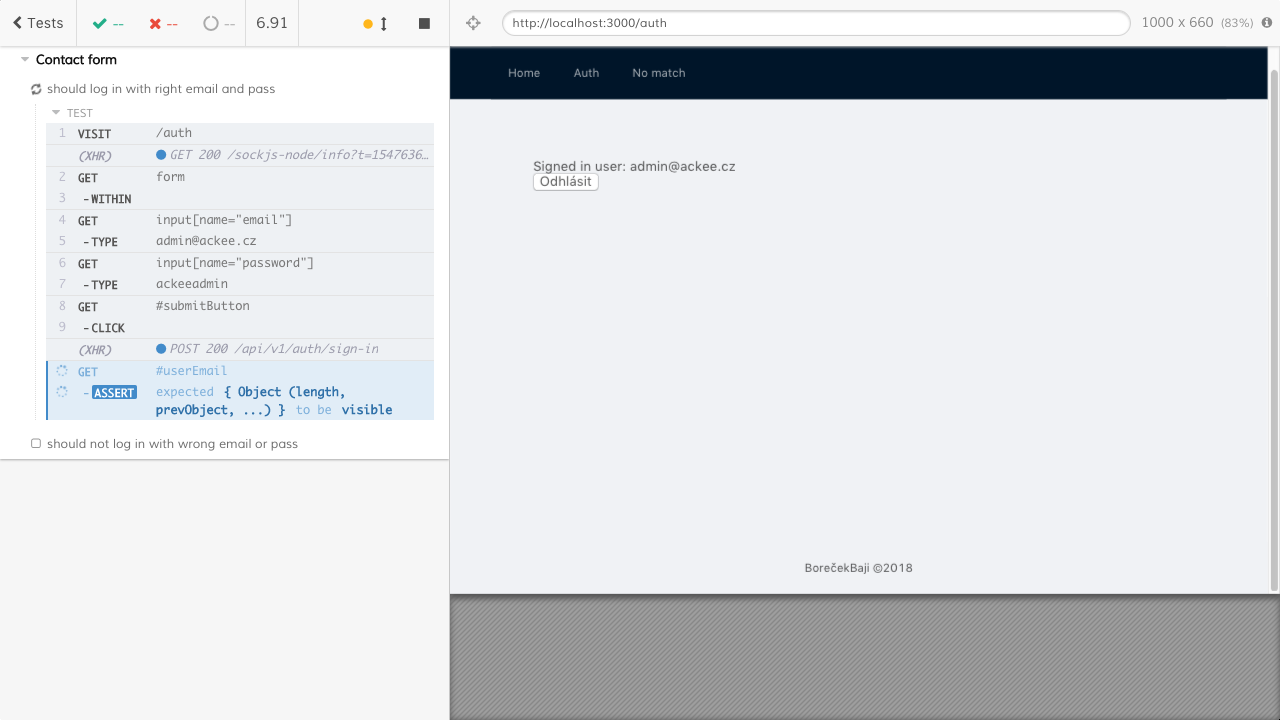 Tests -- -- -- 6.91
http://localhost:3000/auth
1000 x 660 (83%)
Contact form
should log in with right email and pass
TEST
1 VISIT /auth
(XHR) GET 200 /sockjs-node/info?t=1547636…
2 GET form
3 -WITHIN
4 GET input[name="email"]
5 -TYPE admin@ackee.cz
6 GET input[name="password"]
7 -TYPE ackeeadmin
8 GET #submitButton
9 -CLICK
(XHR) POST 200 /api/v1/auth/sign-in
GET #userEmail
-ASSERT expected { Object (length,
prevObject, ...) } to be visible
should not log in with wrong email or pass
Home Auth No match
Signed in user: admin@ackee.cz
Odhlásit
BorečekBaji ©2018